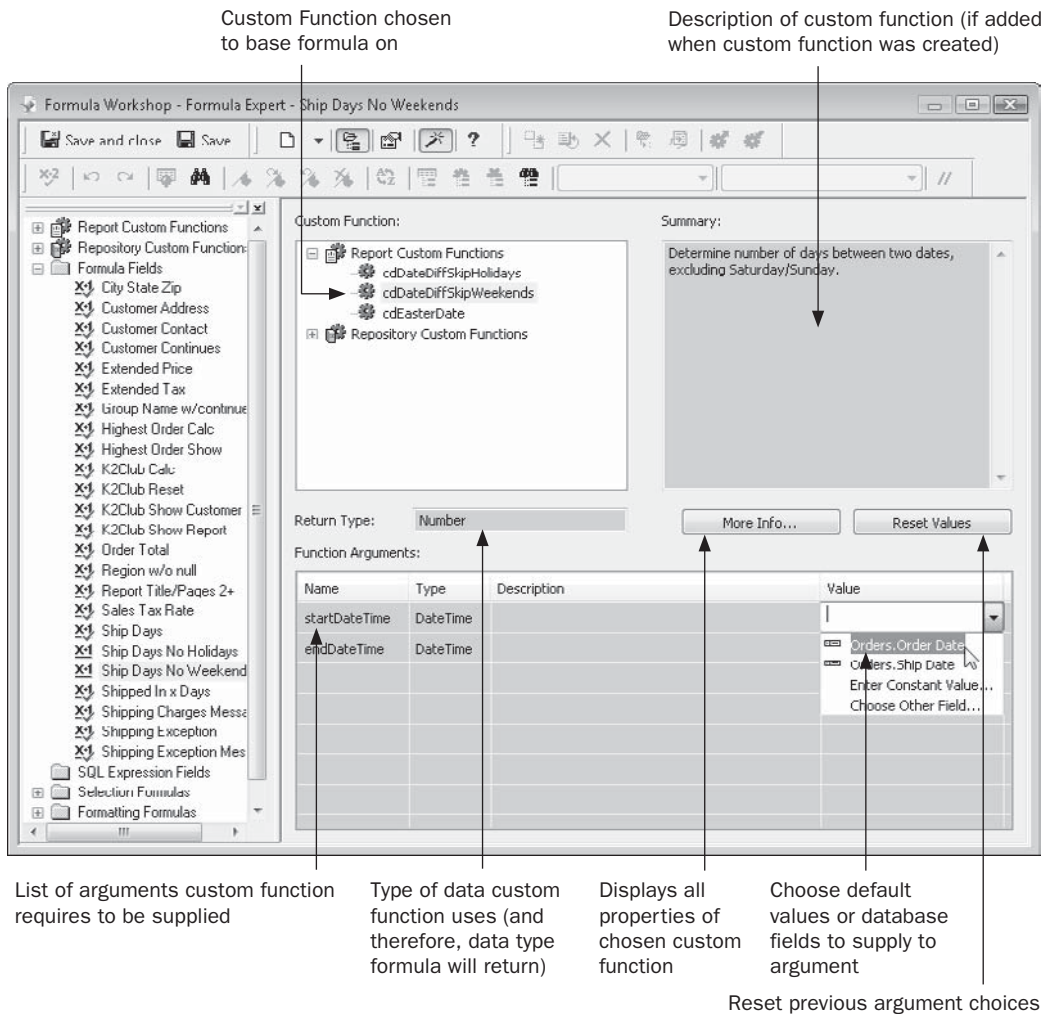 Custom Function chosen
to base formula on
Description of custom function (if added
when custom function was created)
Formula Workshop - Formula Expert - Ship Days No Weekends
Save and close
Save
Custom Function:
Summary:
Report Custom Functions
Repository Custom Function
Formula Fields
City State Zip
Customer Address
Customer Contact
Customer Continues
Extended Price
Extended Tax
Group Name w/continue
Highest Order Calc
Highest Order Show
K2Club Calc
K2Club Reset
K2Club Show Customer
K2Club Show Report
Order Total
Region w/o null
Report Title/Pages 2+
Sales Tax Rate
Ship Days
Ship Days No Holidays
Ship Days No Weekend
Shipped In x Days
Shipping Charges Messa
Shipping Exception
Shipping Exception Mes
SQL Expression Fields
Selection Formulas
Formatting Formulas
Report Custom Functions
cdDateDiffSkipHolidays
cdDateDiffSkipWeekends
cdEasterDate
Repository Custom Functions
Determine number of days between two dates,
excluding Saturday/Sunday.
Return Type:
Number
More Info...
Reset Values
Function Arguments:
Name
Type
Description
Value
startDateTime
DateTime
endDateTime
DateTime
Orders.Order Date
Orders.Ship Date
Enter Constant Value...
Choose Other Field...
List of arguments custom function
requires to be supplied
Type of data custom
function uses (and
therefore, data type
formula will return)
Displays all
properties of
chosen custom
function
Choose default
values or database
fields to supply to
argument
Reset previous argument choices